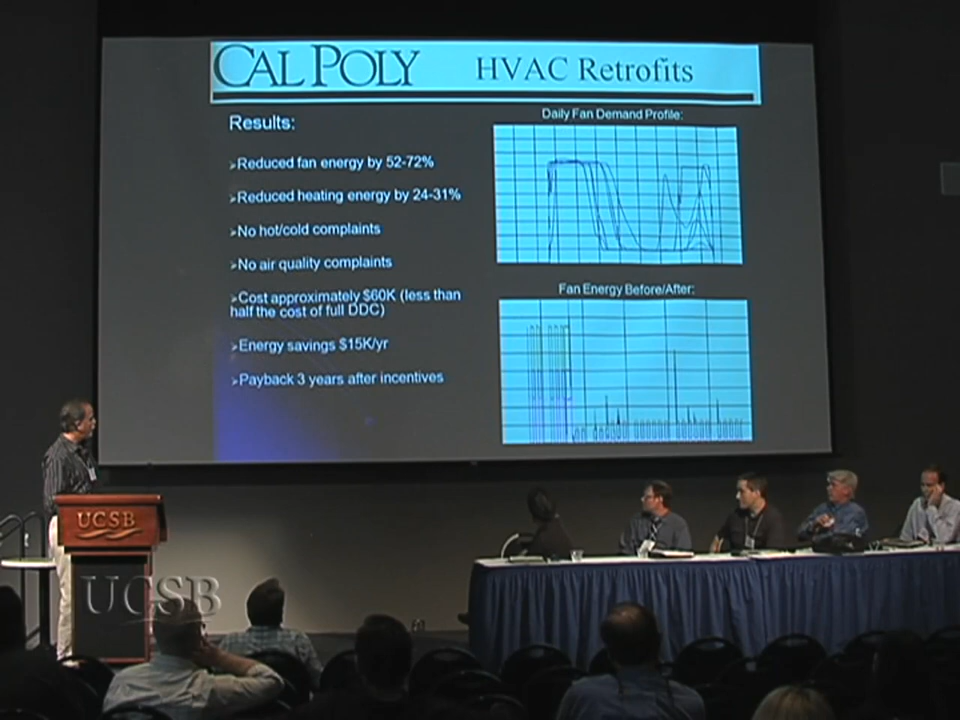 CAL POLY HVAC Retrofits
Results:
Daily Fan Demand Profile:
➢Reduced fan energy by 52-72%
➢Reduced heating energy by 24-31%
➢No hot/cold complaints
➢No air quality complaints
➢Cost approximately $60K (less than
half the cost of full DDC)
➢Energy savings $15K/yr
➢Payback 3 years after incentives
Fan Energy Before/After:
UCSB
UCSB